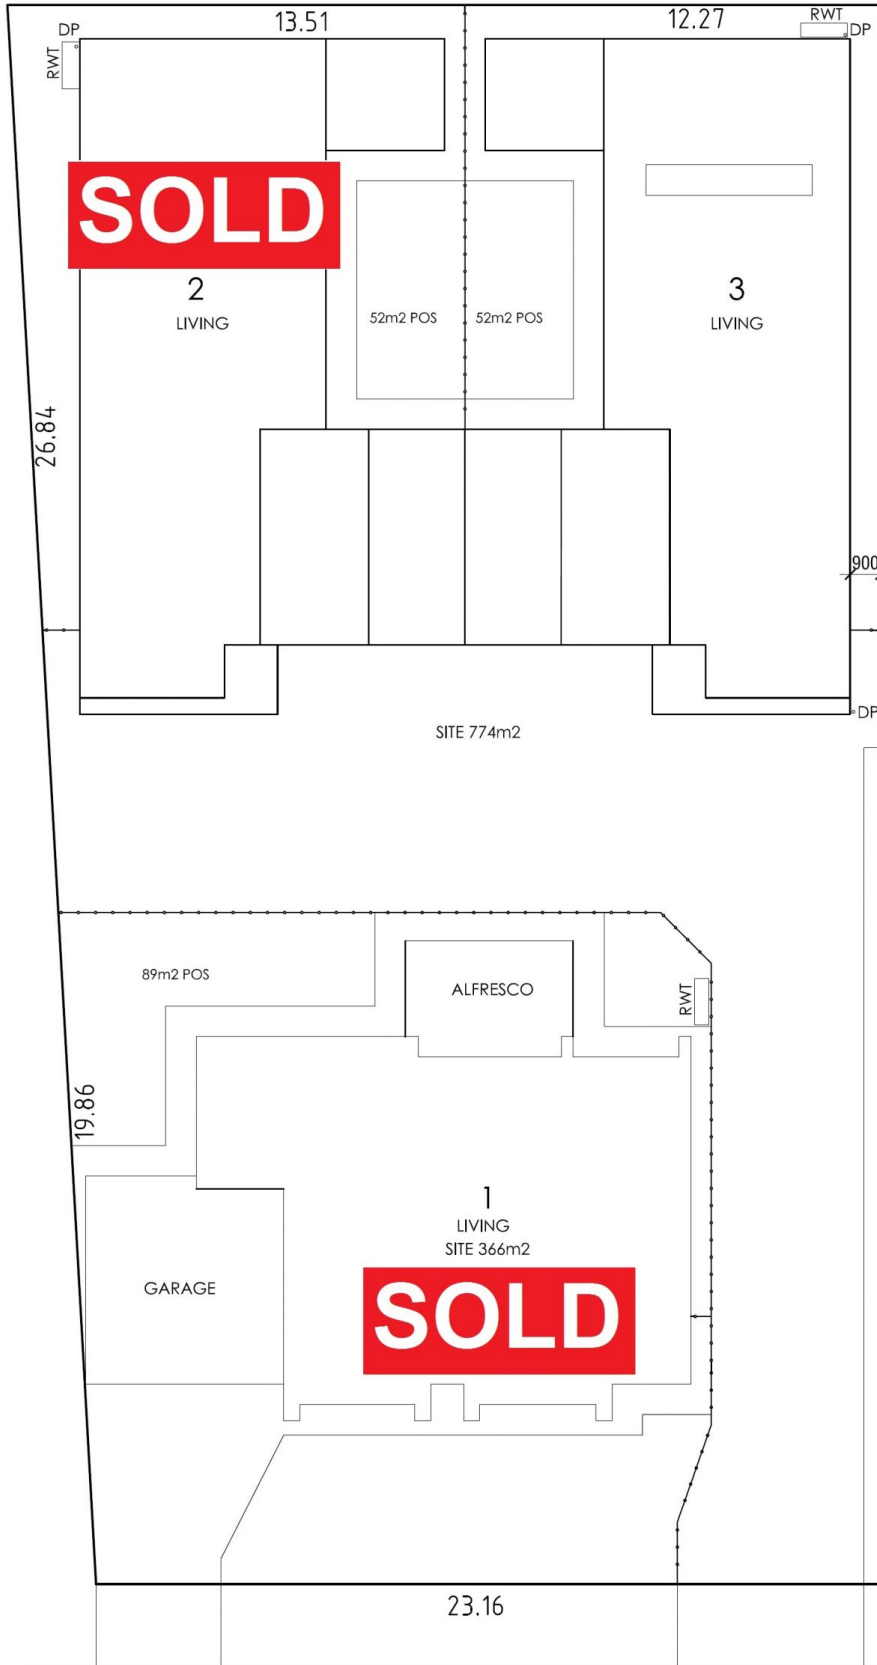 13.51
12.27
RWT
DP
DP
RWT
SOLD
2
LIVING
52m2 POS
52m2 POS
3
LIVING
26.84
900
DP
SITE 774m2
89m2 POS
ALFRESCO
RWT
19.86
1
LIVING
SITE 366m2
GARAGE
SOLD
23.16